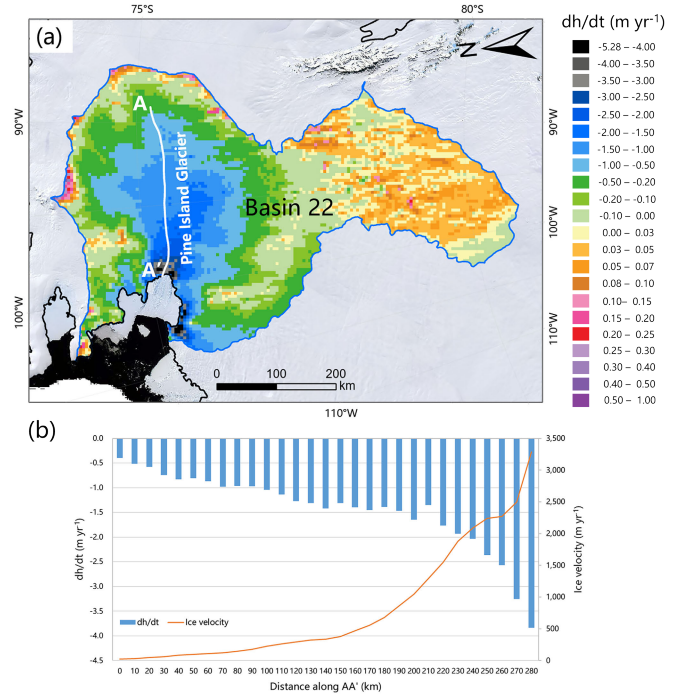 75°S
80°S
dh/dt (m yr⁻¹)
(a)
N
-5.28 – -4.00
-4.00 – -3.50
-3.50 – -3.00
-3.00 – -2.50
-2.50 – -2.00
-2.00 – -1.50
-1.50 – -1.00
-1.00 – -0.50
-0.50 – -0.20
-0.20 – -0.10
-0.10 – 0.00
0.00 – 0.03
0.03 – 0.05
0.05 – 0.07
0.08 – 0.10
0.10– 0.15
0.15 – 0.20
0.20 – 0.25
0.25 – 0.30
0.30 – 0.40
0.40 – 0.50
0.50 – 1.00
90°W
90°W
A
Pine Island Glacier
Basin 22
100°W
A'
100°W
110°W
0 100 200
km
110°W
(b)
0.0
-0.5
-1.0
-1.5
-2.0
-2.5
-3.0
-3.5
-4.0
-4.5
dh/dt (m yr⁻¹)
3,500
3,000
2,500
2,000
1,500
1,000
500
0
Ice velocity (m yr⁻¹)
dh/dt Ice velocity
0 10 20 30 40 50 60 70 80 90 100 110 120 130 140 150 160 170 180 190 200 210 220 230 240 250 260 270 280
Distance along AA' (km)